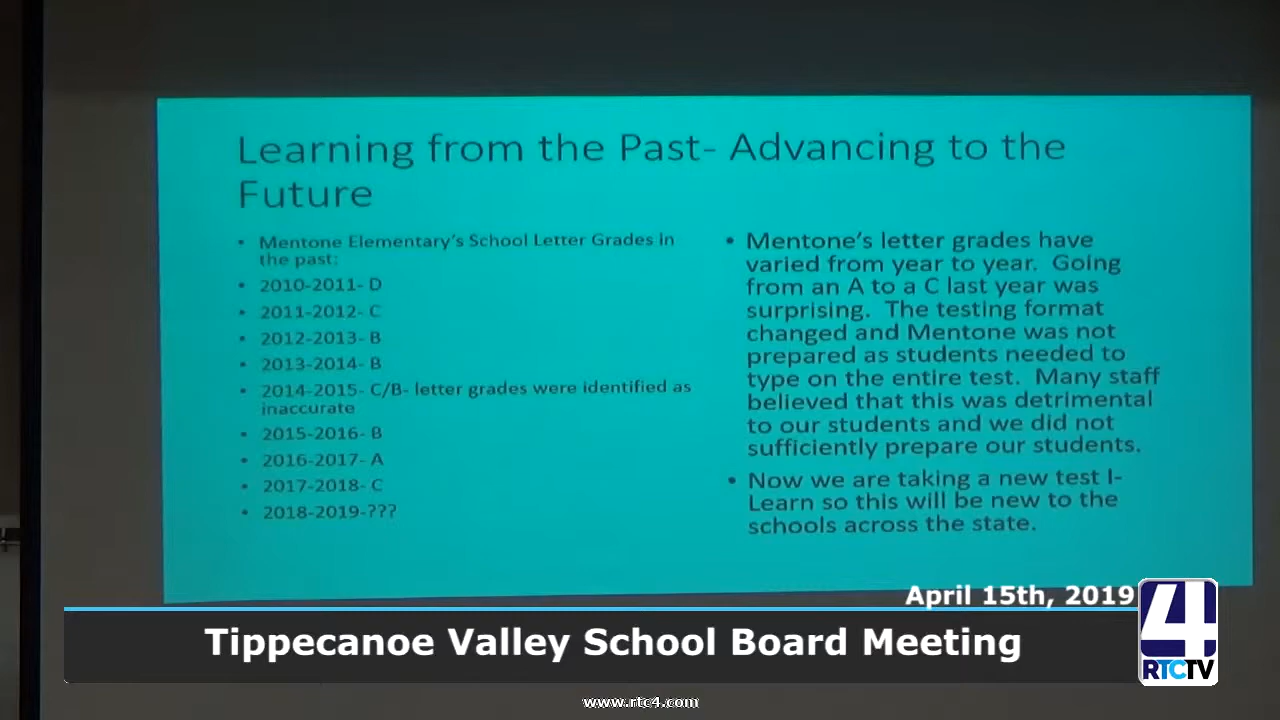 Learning from the Past- Advancing to the
Future
• Mentone Elementary's School Letter Grades in
the past:
• 2010-2011- D
• 2011-2012- C
• 2012-2013- B
• 2013-2014- B
• 2014-2015- C/B- letter grades were identified as
inaccurate
• 2015-2016- B
• 2016-2017- A
• 2017-2018- C
• 2018-2019-???
• Mentone's letter grades have
varied from year to year.  Going
from an A to a C last year was
surprising.  The testing format
changed and Mentone was not
prepared as students needed to
type on the entire test.  Many staff
believed that this was detrimental
to our students and we did not
sufficiently prepare our students.
• Now we are taking a new test I-
Learn so this will be new to the
schools across the state.
April 15th, 2019
Tippecanoe Valley School Board Meeting
4
RTCTV
www.rtc4.com